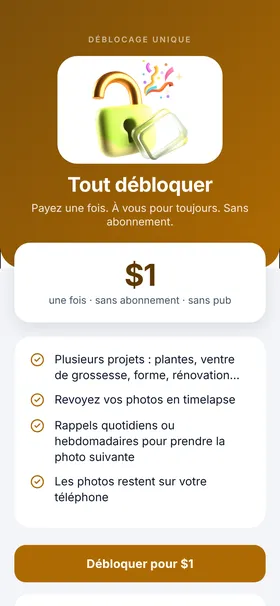 DÉBLOCAGE UNIQUE
Tout débloquer
Payez une fois. À vous pour toujours. Sans
abonnement.
$1
une fois · sans abonnement · sans pub
Plusieurs projets : plantes, ventre
de grossesse, forme, rénovation...
Revoyez vos photos en timelapse
Rappels quotidiens ou
hebdomadaires pour prendre la
photo suivante
Les photos restent sur votre
téléphone
Débloquer pour $1